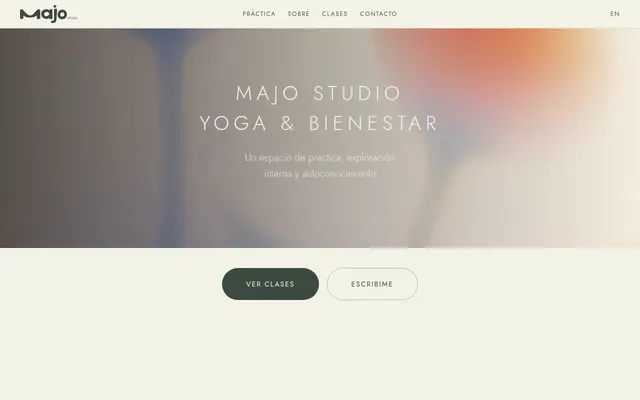 Majo
PRÁCTICA SOBRE CLASES CONTACTO
EN
MAJO STUDIO
YOGA & BIENESTAR
Un espacio de práctica, exploración
diversa y autoconocimiento
VER CLASES
ESCRIBIME